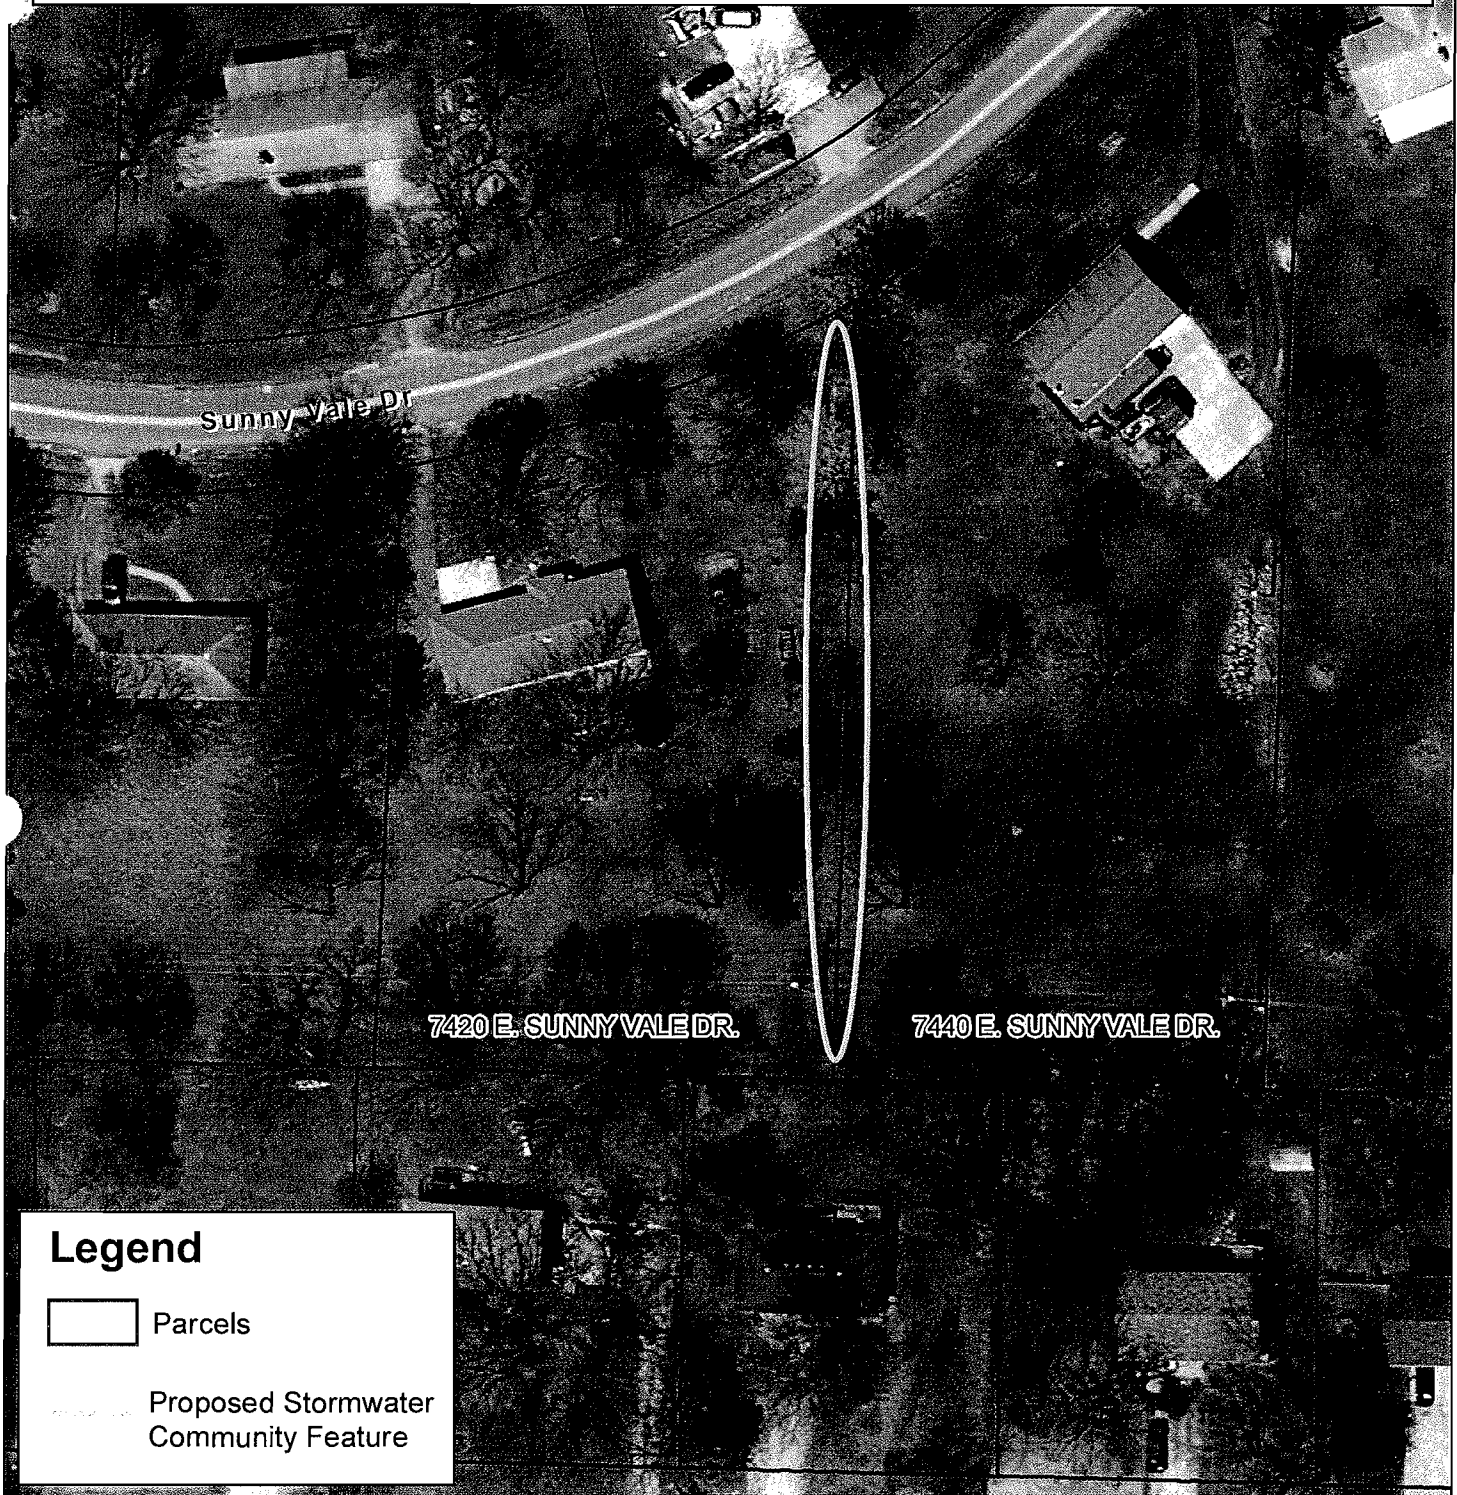 Sunny Vale Dr
7420 E. SUNNY VALE DR.
7440 E. SUNNY VALE DR.
Legend
Parcels
Proposed Stormwater
Community Feature